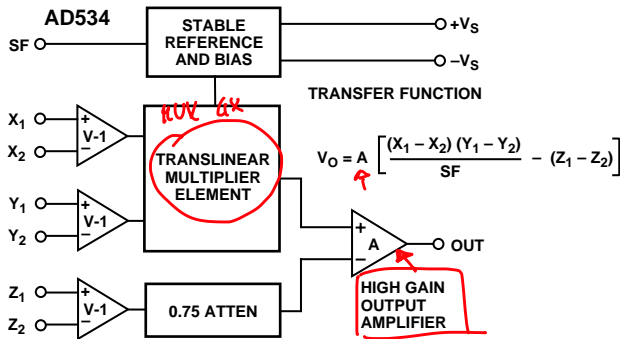 AD534
SF
STABLE
REFERENCE
AND BIAS
+VS
–VS
TRANSFER FUNCTION
X1
X2
+
–
V-1
TRANSLINEAR
MULTIPLIER
ELEMENT
VO = A [ (X1 – X2) (Y1 – Y2) / SF – (Z1 – Z2) ]
Y1
Y2
+
–
V-1
+
–
A
OUT
Z1
Z2
+
–
V-1
0.75 ATTEN
HIGH GAIN
OUTPUT
AMPLIFIER